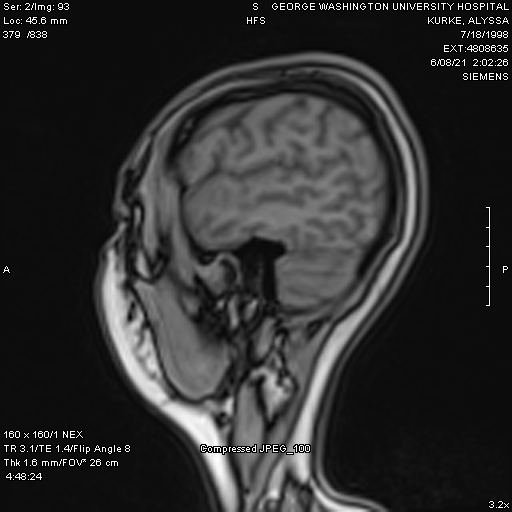 Ser: 2/Img: 93
Loc: 45.6 mm
379 /838
S
HFS
GEORGE WASHINGTON UNIVERSITY HOSPITAL
KURKE, ALYSSA
7/18/1998
EXT:4808635
6/08/21 2:02:26
SIEMENS
A
P
160 x 160/1 NEX
TR 3.1/TE 1.4/Flip Angle 8
Thk 1.6 mm/FOV* 26 cm
4:48:24
Compressed JPEG_100
3.2x